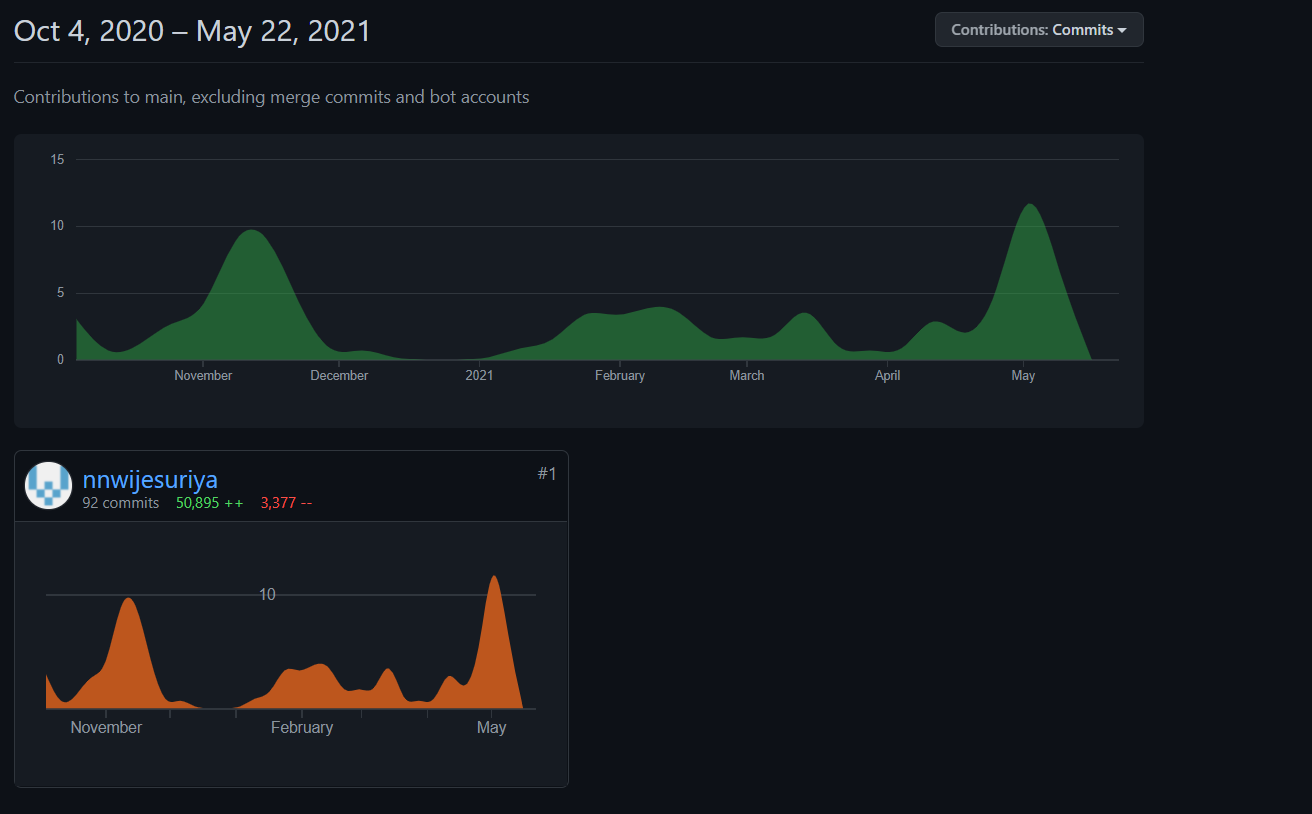 Oct 4, 2020 – May 22, 2021
Contributions: Commits
Contributions to main, excluding merge commits and bot accounts
15
10
5
0
November December 2021 February March April May
nnwijesuriya
#1
92 commits 50,895 ++ 3,377 --
10
November February May